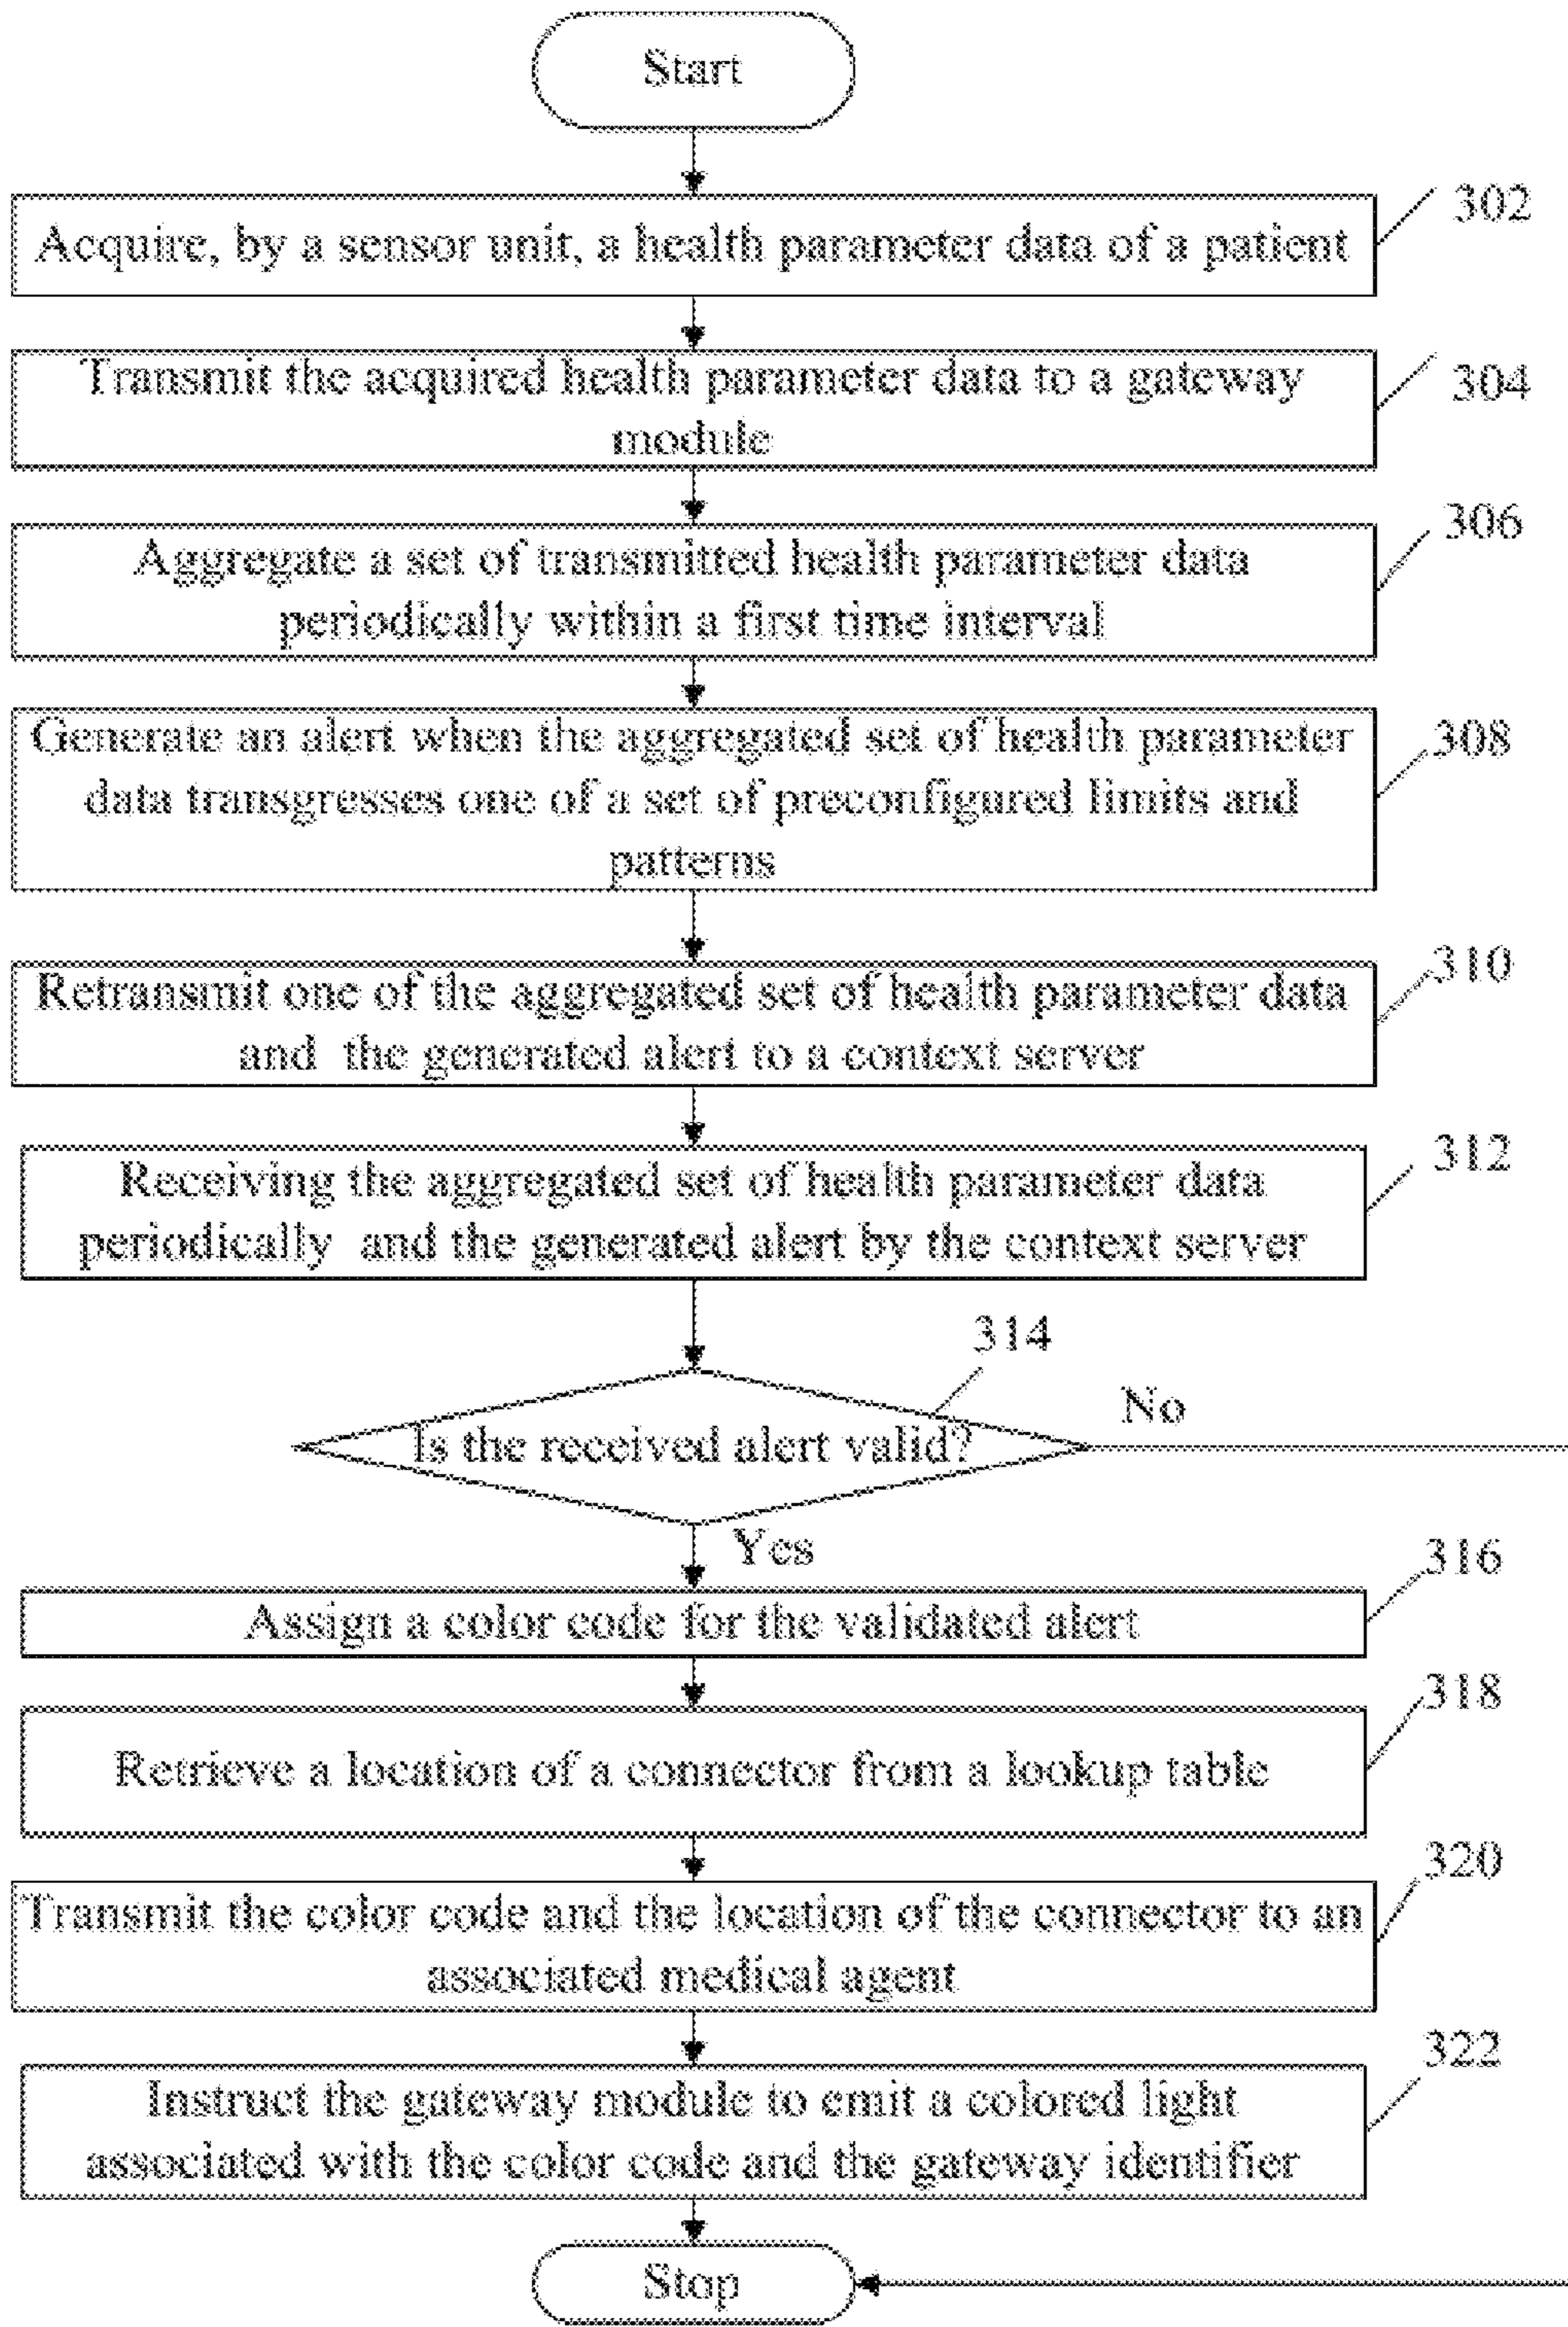 Start
302
Acquire, by a sensor unit, a health parameter data of a patient
304
Transmit the acquired health parameter data to a gateway
module
306
Aggregate a set of transmitted health parameter data
periodically within a first time interval
308
Generate an alert when the aggregated set of health parameter
data transgresses one of a set of preconfigured limits and
patterns
310
Retransmit one of the aggregated set of health parameter data
and the generated alert to a context server
312
Receiving the aggregated set of health parameter data
periodically and the generated alert by the context server
314
Is the received alert valid?
No
Yes
316
Assign a color code for the validated alert
318
Retrieve a location of a connector from a lookup table
320
Transmit the color code and the location of the connector to an
associated medical agent
322
Instruct the gateway module to emit a colored light
associated with the color code and the gateway identifier
Stop